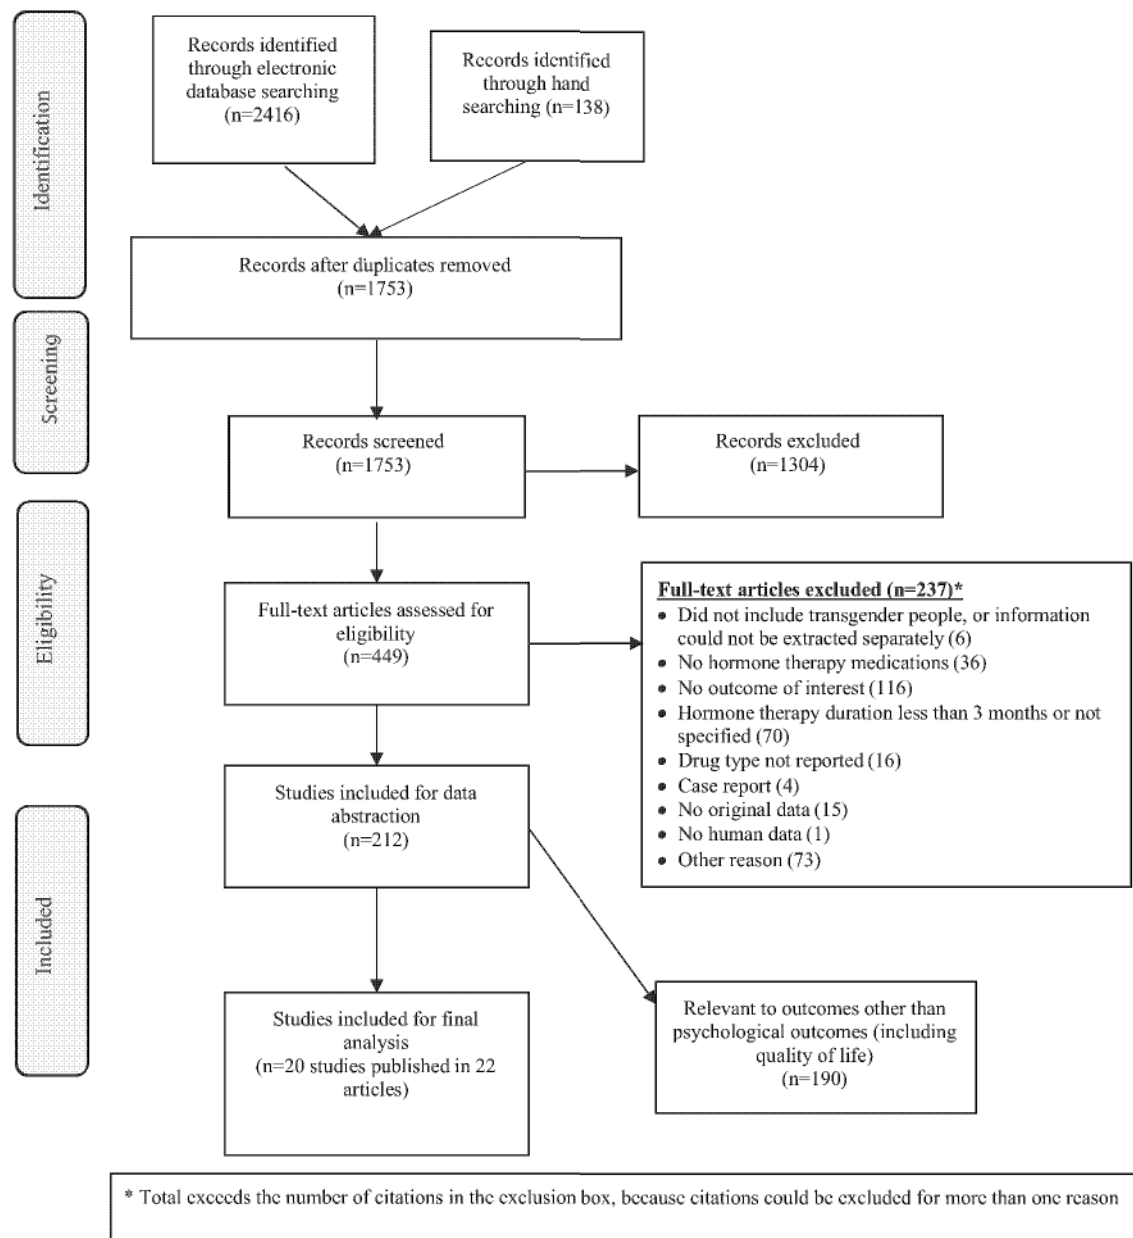 Identification
Records identified
through electronic
database searching
(n=2416)
Records identified
through hand
searching (n=138)
Records after duplicates removed
(n=1753)
Screening
Records screened
(n=1753)
Records excluded
(n=1304)
Eligibility
Full-text articles assessed for
eligibility
(n=449)
Full-text articles excluded (n=237)*
• Did not include transgender people, or information
could not be extracted separately (6)
• No hormone therapy medications (36)
• No outcome of interest (116)
• Hormone therapy duration less than 3 months or not
specified (70)
• Drug type not reported (16)
• Case report (4)
• No original data (15)
• No human data (1)
• Other reason (73)
Included
Studies included for data
abstraction
(n=212)
Studies included for final
analysis
(n=20 studies published in 22
articles)
Relevant to outcomes other than
psychological outcomes (including
quality of life)
(n=190)
* Total exceeds the number of citations in the exclusion box, because citations could be excluded for more than one reason